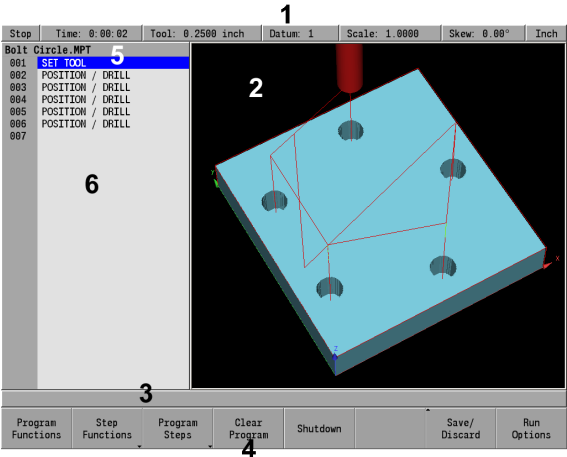 1
Stop Time: 0:00:02 Tool: 0.2500 inch Datum: 1 Scale: 1.0000 Skew: 0.00° Inch
Bolt Circle.MPT
5
001 SET TOOL
002 POSITION / DRILL
003 POSITION / DRILL
004 POSITION / DRILL
005 POSITION / DRILL
006 POSITION / DRILL
007
6
2
Y
X
Z
3
Program Functions
Step Functions
Program Steps
Clear Program
Shutdown
Save/ Discard
Run Options
4